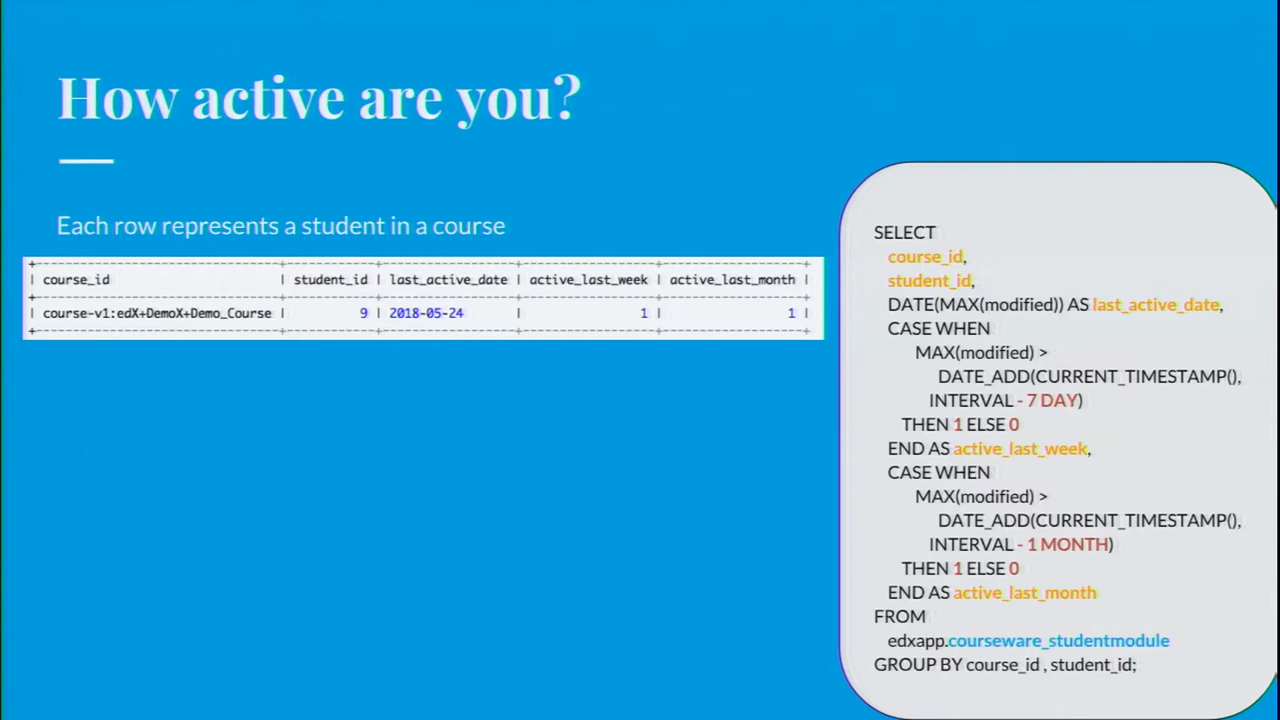 How active are you?
Each row represents a student in a course
+---------------------------+------------+------------------+------------------+-------------------+
| course_id | student_id | last_active_date | active_last_week | active_last_month |
+---------------------------+------------+------------------+------------------+-------------------+
| course-v1:edX+DemoX+Demo_Course | 9 | 2018-05-24 | 1 | 1 |
+---------------------------+------------+------------------+------------------+-------------------+
SELECT
course_id,
student_id,
DATE(MAX(modified)) AS last_active_date,
CASE WHEN
MAX(modified) >
DATE_ADD(CURRENT_TIMESTAMP(),
INTERVAL - 7 DAY)
THEN 1 ELSE 0
END AS active_last_week,
CASE WHEN
MAX(modified) >
DATE_ADD(CURRENT_TIMESTAMP(),
INTERVAL - 1 MONTH)
THEN 1 ELSE 0
END AS active_last_month
FROM
edxapp.courseware_studentmodule
GROUP BY course_id , student_id;